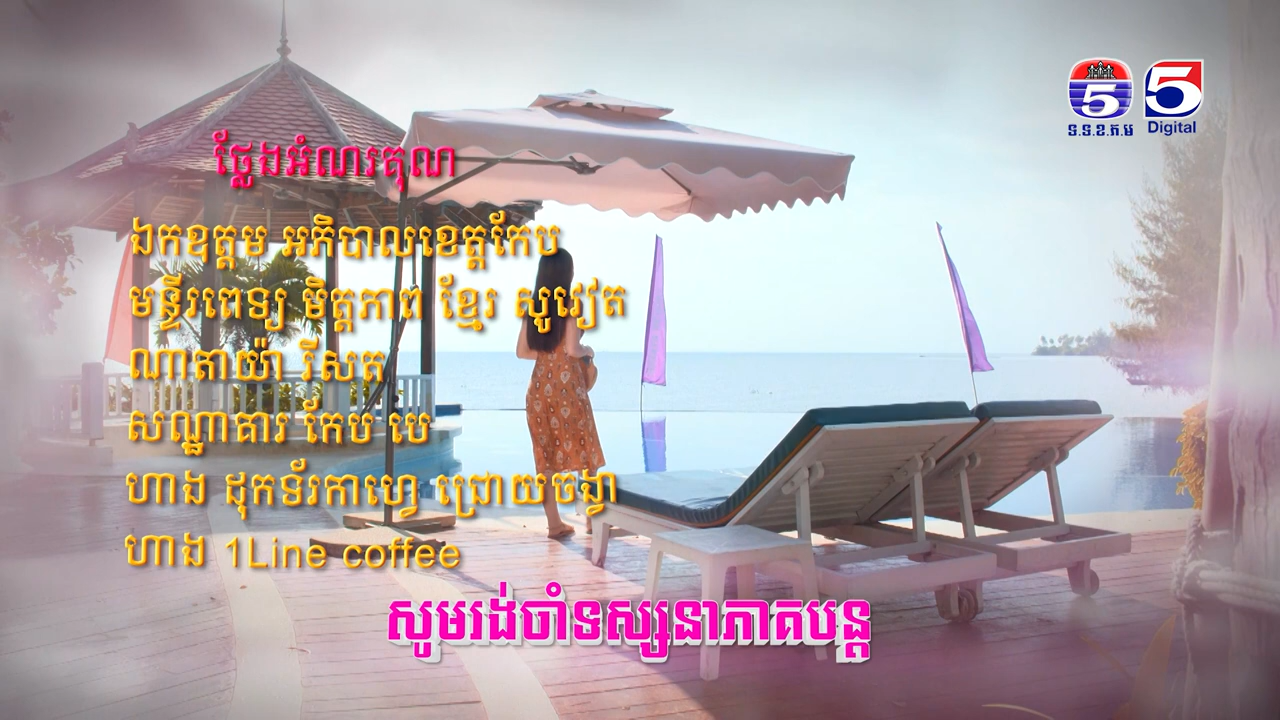 5 5
ទ.ទ.ខ.ភ.ម Digital
ថ្លែងអំណរគុណ
ឯកឧត្តម អភិបាលខេត្តកែប
មន្ទីរពេទ្យ មិត្តភាព ខ្មែរ សូវៀត
ណាតាយ៉ា រីសត
សណ្ឋាគារ កែប បេ
ហាង ដុកទ័រកាហ្វេ ជ្រោយចង្វា
ហាង 1Line coffee
សូមរង់ចាំទស្សនាភាគបន្ត